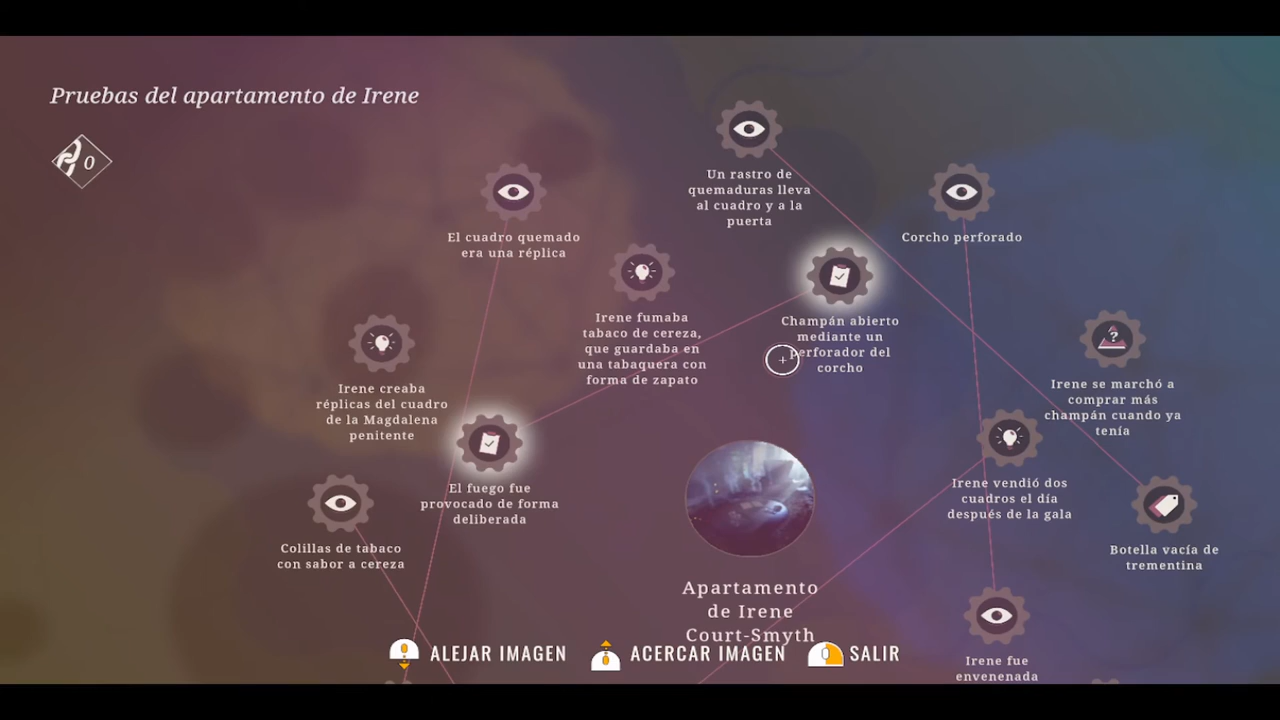 Pruebas del apartamento de Irene
0
Un rastro de
quemaduras lleva
al cuadro y a la
puerta
El cuadro quemado
era una réplica
Corcho perforado
Irene fumaba
tabaco de cereza,
que guardaba en
una tabaquera con
forma de zapato
Champán abierto
mediante un
perforador del
corcho
?
Irene creaba
réplicas del cuadro
de la Magdalena
penitente
Irene se marchó a
comprar más
champán cuando ya
tenía
El fuego fue
provocado de forma
deliberada
Irene vendió dos
cuadros el día
después de la gala
Colillas de tabaco
con sabor a cereza
Botella vacía de
trementina
Apartamento
de Irene
Court-Smyth
Irene fue
envenenada
ALEJAR IMAGEN
ACERCAR IMAGEN
SALIR